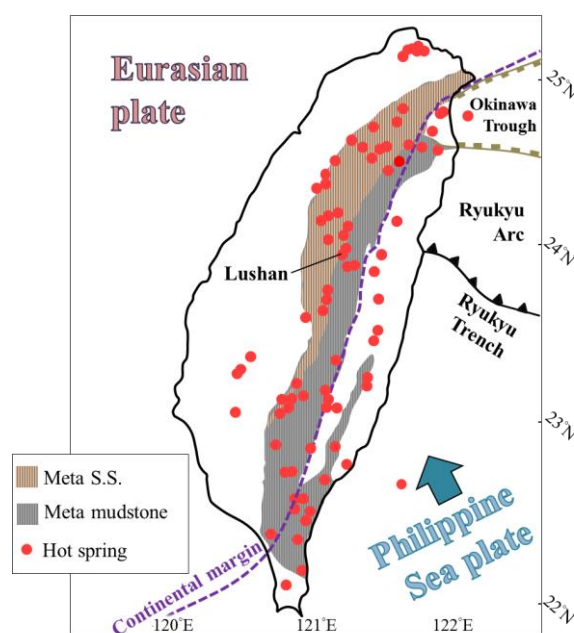 Eurasian
plate
25°N
Okinawa
Trough
Ryukyu
Arc
24°N
Lushan
Ryukyu
Trench
23°N
Meta S.S.
Meta mudstone
Hot spring
Philippine
Sea plate
Continental margin
22°N
120°E
121°E
122°E